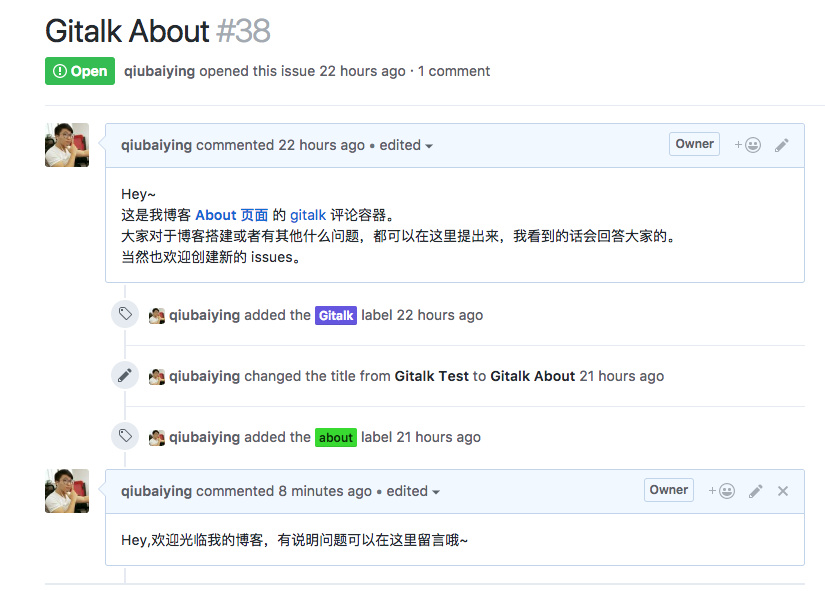 Gitalk About #38
Open qiubaiying opened this issue 22 hours ago · 1 comment
qiubaiying commented 22 hours ago • edited Owner
Hey~
这是我博客 About 页面 的 gitalk 评论容器。
大家对于博客搭建或者有其他什么问题，都可以在这里提出来，我看到的话会回答大家的。
当然也欢迎创建新的 issues。
qiubaiying added the Gitalk label 22 hours ago
qiubaiying changed the title from Gitalk Test to Gitalk About 21 hours ago
qiubaiying added the about label 21 hours ago
qiubaiying commented 8 minutes ago • edited Owner
Hey,欢迎光临我的博客，有说明问题可以在这里留言哦~